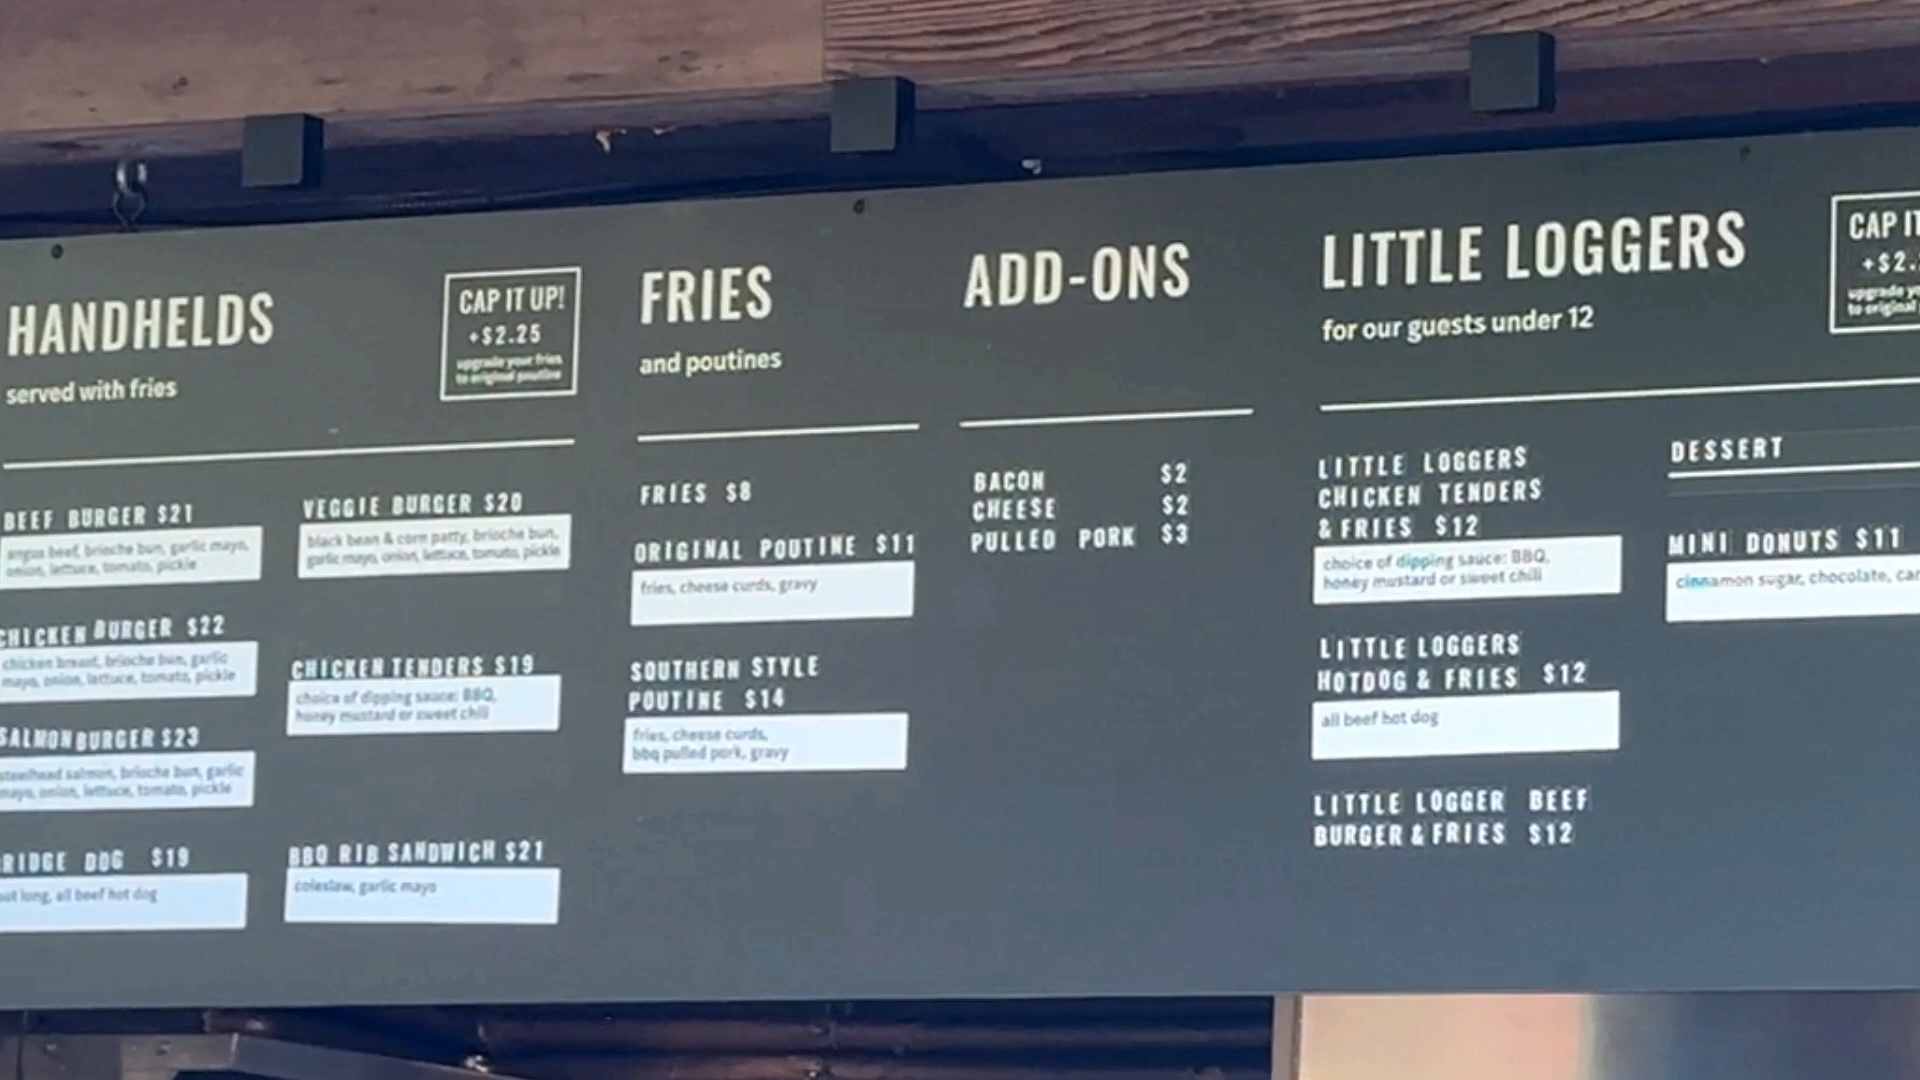 HANDHELDS
served with fries
CAP IT UP!
+$2.25
upgrade your fries
to original poutine
BEEF BURGER $21
angus beef, brioche bun, garlic mayo,
onion, lettuce, tomato, pickle
CHICKEN BURGER $22
chicken breast, brioche bun, garlic
mayo, onion, lettuce, tomato, pickle
SALMON BURGER $23
steelhead salmon, brioche bun, garlic
mayo, onion, lettuce, tomato, pickle
RIDGE DOG $19
long, all beef hot dog
VEGGIE BURGER $20
black bean & corn patty, brioche bun,
garlic mayo, onion, lettuce, tomato, pickle
CHICKEN TENDERS $19
choice of dipping sauce: BBQ,
honey mustard or sweet chili
BBQ RIB SANDWICH $21
coleslaw, garlic mayo
FRIES
and poutines
FRIES $8
ORIGINAL POUTINE $11
fries, cheese curds, gravy
SOUTHERN STYLE
POUTINE $14
fries, cheese curds,
bbq pulled pork, gravy
ADD-ONS
BACON $2
CHEESE $2
PULLED PORK $3
LITTLE LOGGERS
for our guests under 12
CAP IT
+$2.
upgrade
to original
LITTLE LOGGERS
CHICKEN TENDERS
& FRIES $12
choice of dipping sauce: BBQ,
honey mustard or sweet chili
LITTLE LOGGERS
HOTDOG & FRIES $12
all beef hot dog
LITTLE LOGGER BEEF
BURGER & FRIES $12
DESSERT
MINI DONUTS $11
cinnamon sugar, chocolate,